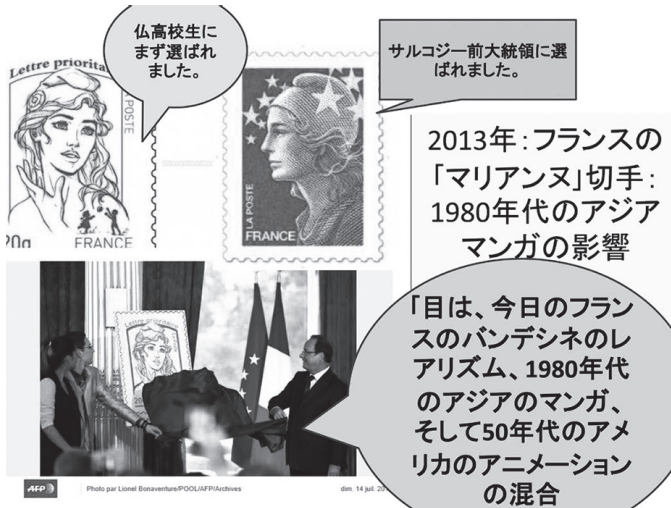 仏高校生に
まず選ばれ
ました。
サルコジー前大統領に選
ばれました。
Lettre priorita
POSTE
20g
FRANCE
LA POSTE
FRANCE
2013年:フランスの
「マリアンヌ」切手:
1980年代のアジア
マンガの影響
「目は、今日のフラン
スのバンデシネのレ
アリズム、1980年代
のアジアのマンガ、
そして50年代のアメ
リカのアニメーション
の混合
AFP
Photo par Lionel Bonaventure/POOL/AFP/Archives
dim. 14 juil.